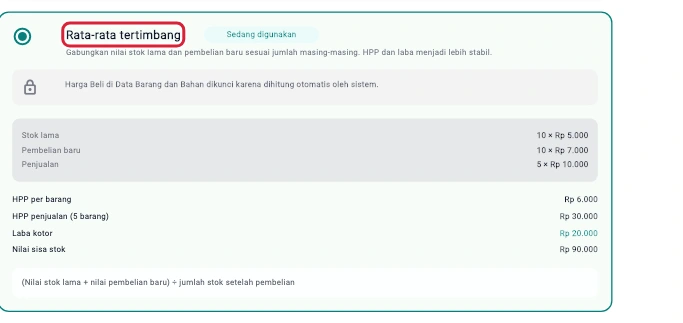 Rata-rata tertimbang Sedang digunakan
Gabungkan nilai stok lama dan pembelian baru sesuai jumlah masing-masing. HPP dan laba menjadi lebih stabil.
Harga Beli di Data Barang dan Bahan dikunci karena dihitung otomatis oleh sistem.
Stok lama 10 × Rp 5.000
Pembelian baru 10 × Rp 7.000
Penjualan 5 × Rp 10.000
HPP per barang Rp 6.000
HPP penjualan (5 barang) Rp 30.000
Laba kotor Rp 20.000
Nilai sisa stok Rp 90.000
(Nilai stok lama + nilai pembelian baru) ÷ jumlah stok setelah pembelian